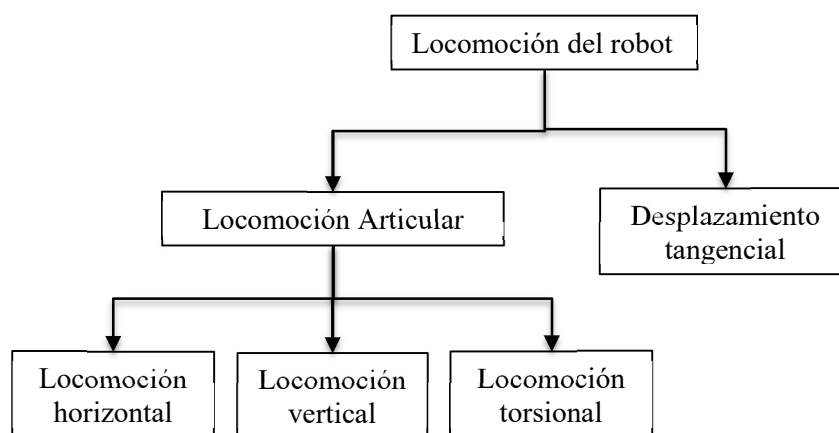 Locomoción del robot
Locomoción Articular
Desplazamiento
tangencial
Locomoción
horizontal
Locomoción
vertical
Locomoción
torsional